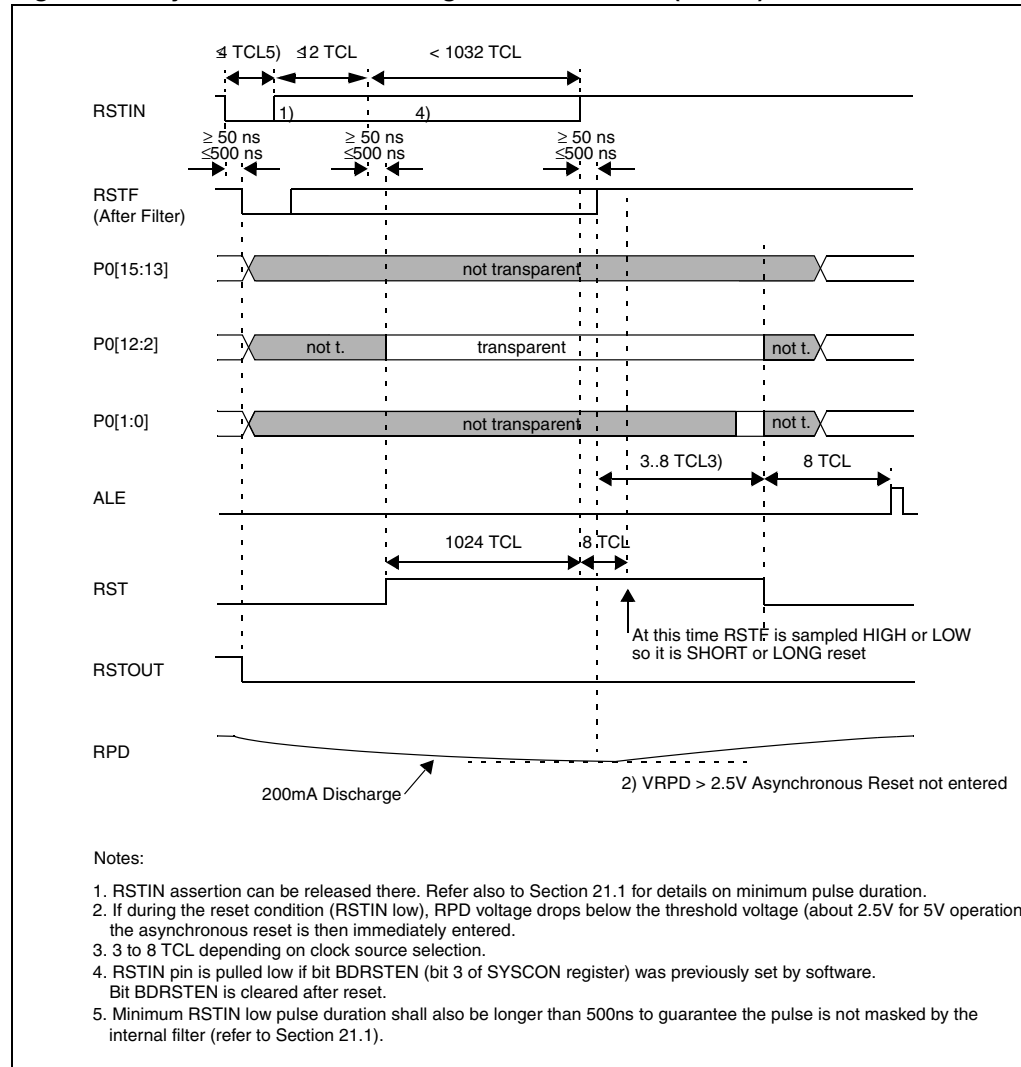 ≤4 TCL5) ≤12 TCL < 1032 TCL
RSTIN
1) 4)
≥ 50 ns ≥ 50 ns ≥ 50 ns
≤500 ns ≤500 ns ≤500 ns
RSTF
(After Filter)
P0[15:13] not transparent
P0[12:2] not t. transparent not t.
P0[1:0] not transparent not t.
3..8 TCL3) 8 TCL
ALE
1024 TCL 8 TCL
RST
At this time RSTF is sampled HIGH or LOW
so it is SHORT or LONG reset
RSTOUT
RPD
200mA Discharge
2) VRPD > 2.5V Asynchronous Reset not entered
Notes:
1. RSTIN assertion can be released there. Refer also to Section 21.1 for details on minimum pulse duration.
2. If during the reset condition (RSTIN low), RPD voltage drops below the threshold voltage (about 2.5V for 5V operation
the asynchronous reset is then immediately entered.
3. 3 to 8 TCL depending on clock source selection.
4. RSTIN pin is pulled low if bit BDRSTEN (bit 3 of SYSCON register) was previously set by software.
Bit BDRSTEN is cleared after reset.
5. Minimum RSTIN low pulse duration shall also be longer than 500ns to guarantee the pulse is not masked by the
internal filter (refer to Section 21.1).